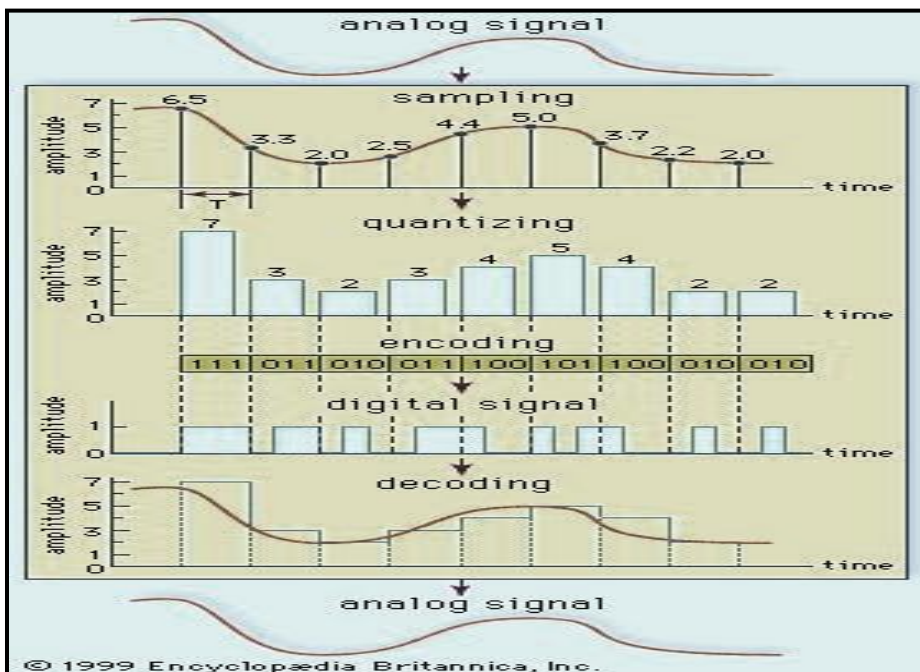 analog signal
sampling
amplitude
7
5
3
1
0
6.5
3.3
2.0
2.5
4.4
5.0
3.7
2.2
2.0
time
T
quantizing
amplitude
7
5
3
1
0
7
3
2
3
4
5
4
2
2
time
encoding
111 011 010 011 100 101 100 010 010
digital signal
amplitude
1
0
time
decoding
amplitude
7
5
3
1
0
time
analog signal
© 1999 Encyclopædia Britannica, Inc.